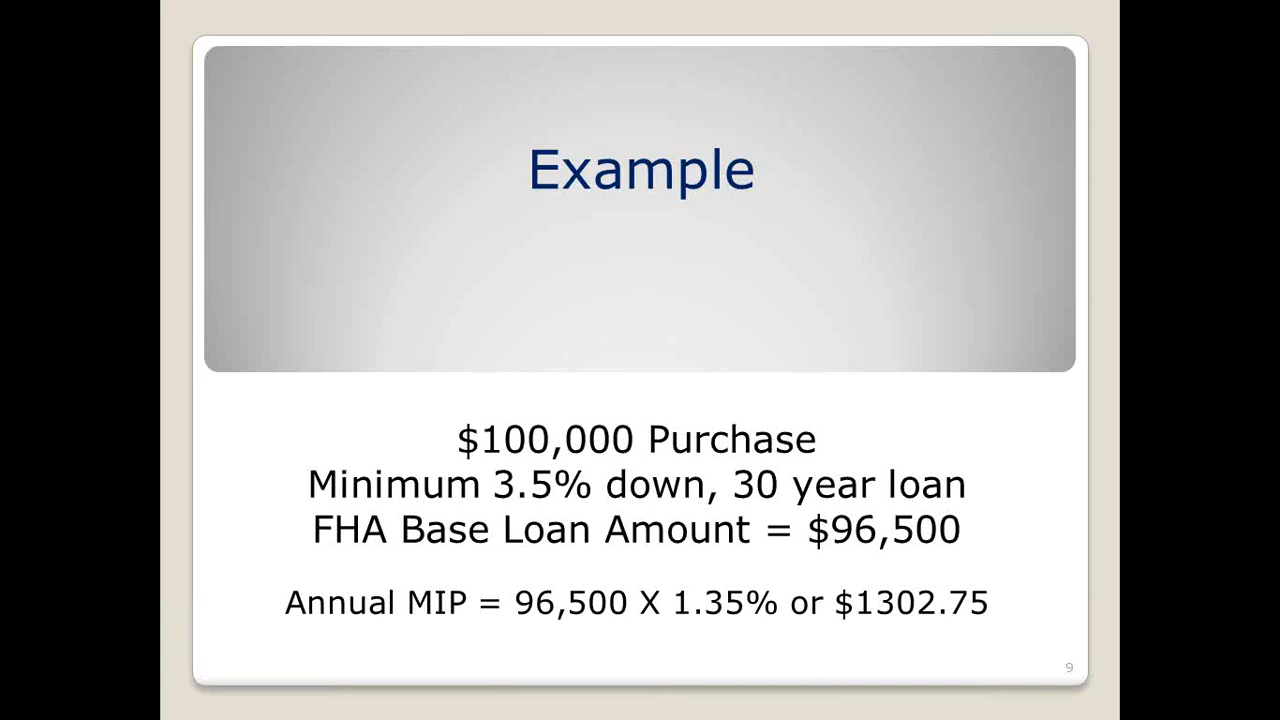 Example
$100,000 Purchase
Minimum 3.5% down, 30 year loan
FHA Base Loan Amount = $96,500
Annual MIP = 96,500 X 1.35% or $1302.75
9